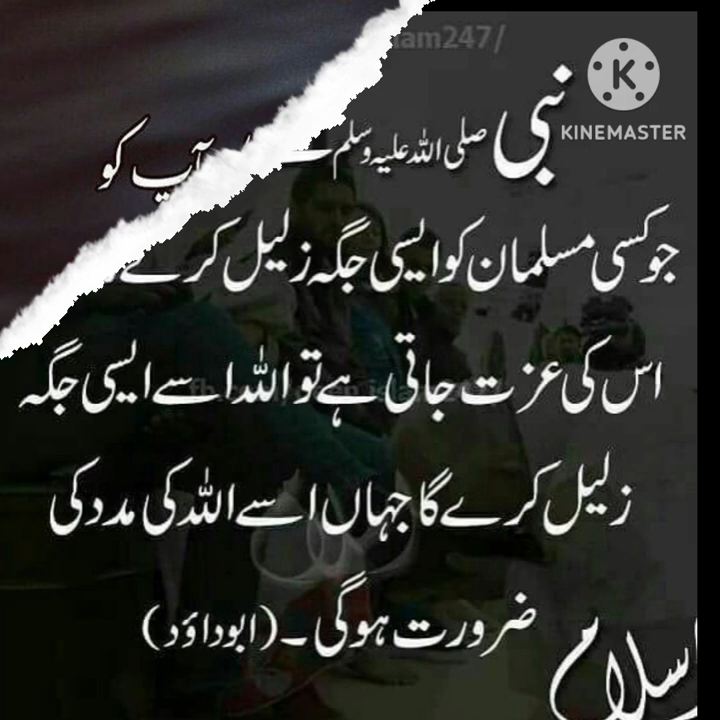 am247/
KINEMASTER
نبی صلی اللہ علیہ وسلم نے
آپ کو
جو کسی مسلمان کو ایسی جگہ زلیل کرے
اس کی عزت جاتی ہے تو اللہ اسے ایسی جگہ
زلیل کرے گا جہاں اسے اللہ کی مدد کی
ضرورت ہوگی۔ (ابوداؤد)
اسلام